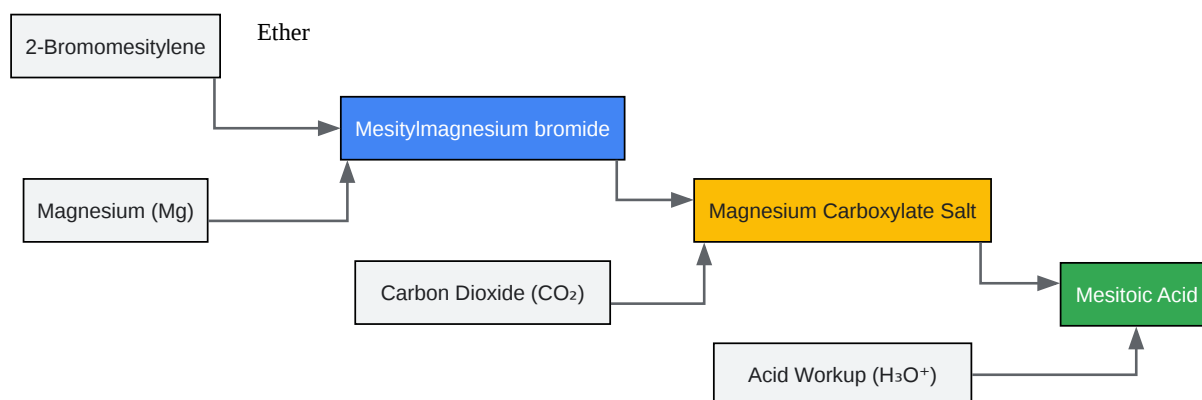 2-Bromomesitylene
Ether
Mesitylmagnesium bromide
Magnesium (Mg)
Magnesium Carboxylate Salt
Carbon Dioxide (CO₂)
Mesitoic Acid
Acid Workup (H₃O⁺)